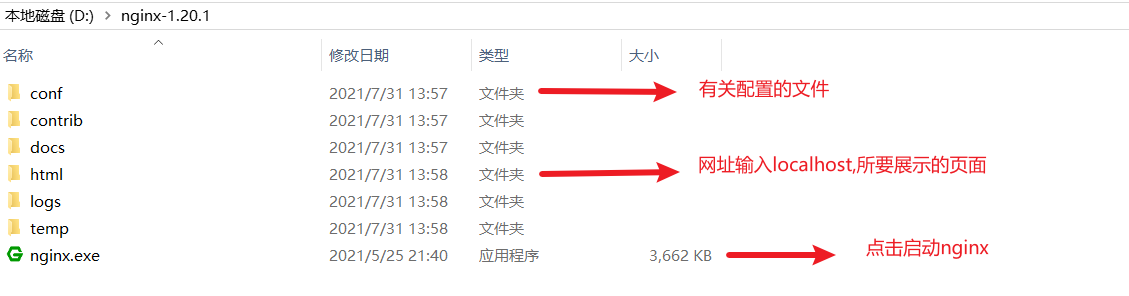 本地磁盘 (D:) > nginx-1.20.1
名称 修改日期 类型 大小
conf 2021/7/31 13:57 文件夹 有关配置的文件
contrib 2021/7/31 13:57 文件夹
docs 2021/7/31 13:57 文件夹
html 2021/7/31 13:58 文件夹 网址输入localhost,所要展示的页面
logs 2021/7/31 13:58 文件夹
temp 2021/7/31 13:58 文件夹
nginx.exe 2021/5/25 21:40 应用程序 3,662 KB 点击启动nginx